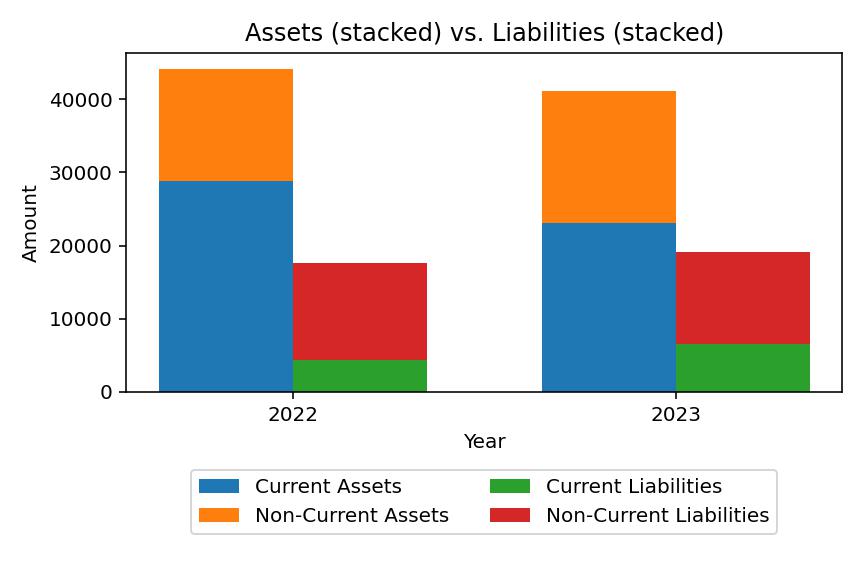 Assets (stacked) vs. Liabilities (stacked)
Amount
40000
30000
20000
10000
0
2022 2023
Year
Current Assets Current Liabilities
Non-Current Assets Non-Current Liabilities